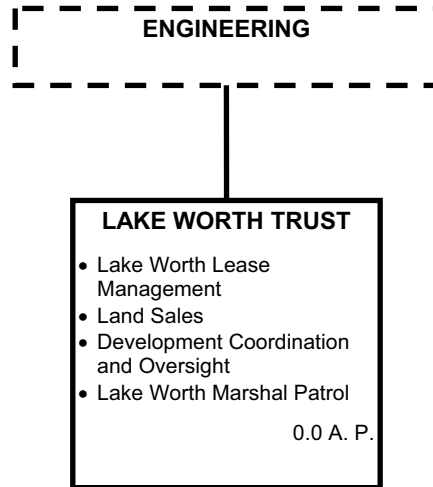 ENGINEERING
LAKE WORTH TRUST
• Lake Worth Lease
Management
• Land Sales
• Development Coordination
and Oversight
• Lake Worth Marshal Patrol
0.0 A. P.